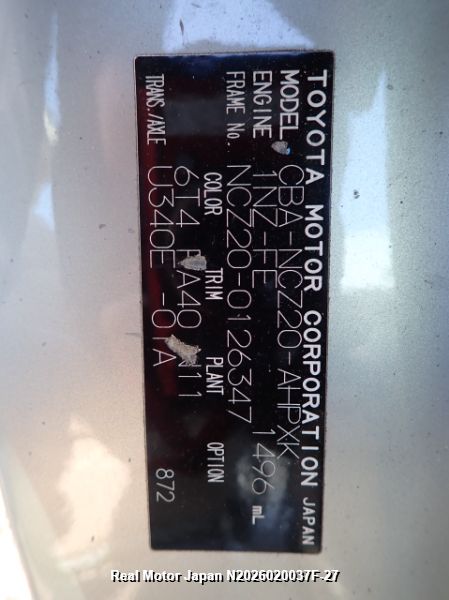 TOYOTA MOTOR CORPORATION JAPAN
MODEL CBA-NCZ20-AHPXK
ENGINE 1NZ-FE 1496 mL
FRAME No. NCZ20-0126347
COLOR TRIM PLANT OPTION
6T4 FA40 N11 872
TRANS./AXLE U340E -01A
Real Motor Japan N2026020037F-27